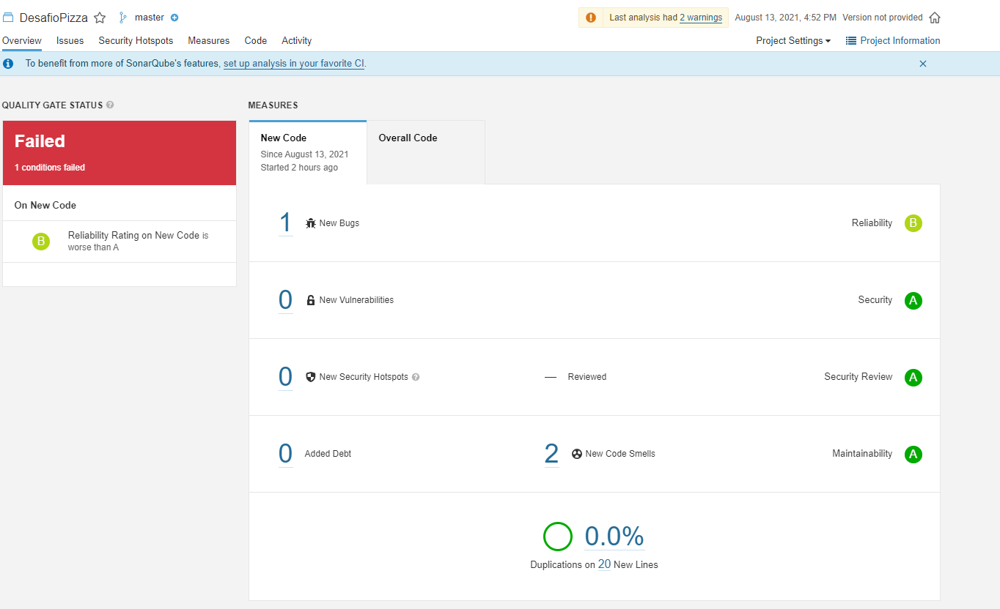 DesafioPizza master Last analysis had 2 warnings August 13, 2021, 4:52 PM Version not provided
Overview Issues Security Hotspots Measures Code Activity Project Settings Project Information
To benefit from more of SonarQube's features, set up analysis in your favorite CI.
QUALITY GATE STATUS
Failed
1 conditions failed
On New Code
B Reliability Rating on New Code is
worse than A
MEASURES
New Code
Since August 13, 2021
Started 2 hours ago
Overall Code
1 New Bugs Reliability B
0 New Vulnerabilities Security A
0 New Security Hotspots — Reviewed Security Review A
0 Added Debt 2 New Code Smells Maintainability A
0.0%
Duplications on 20 New Lines